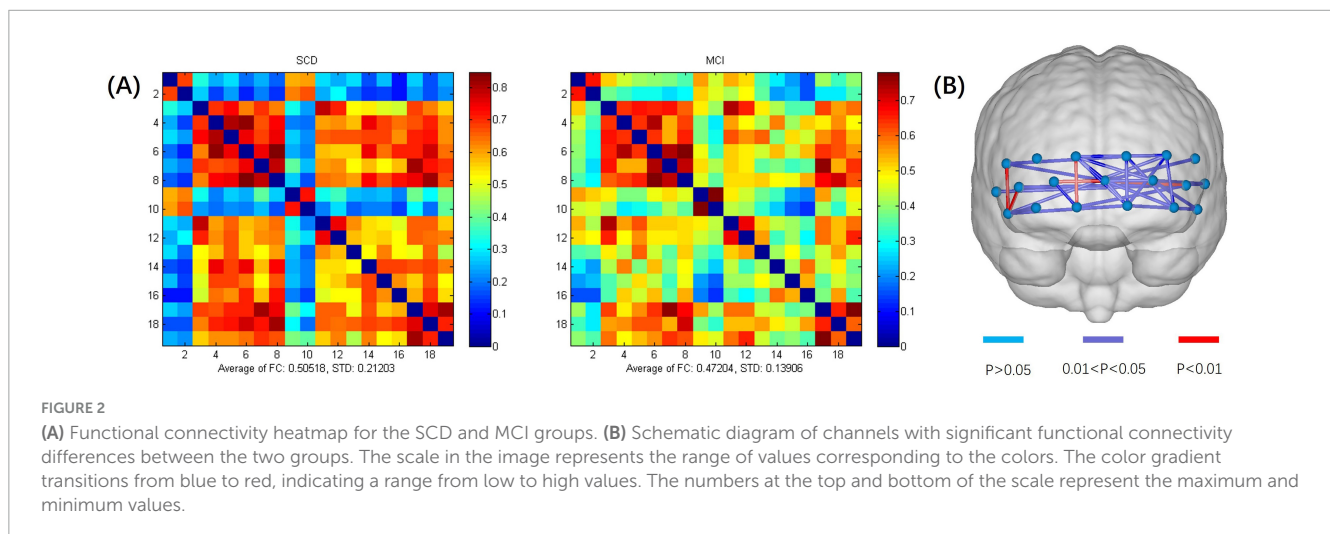 (A)
SCD
2
4
6
8
10
12
14
16
18
2 4 6 8 10 12 14 16 18
Average of FC: 0.50518, STD: 0.21203
0.8
0.7
0.6
0.5
0.4
0.3
0.2
0.1
0
MCI
2
4
6
8
10
12
14
16
18
2 4 6 8 10 12 14 16 18
Average of FC: 0.47204, STD: 0.13906
0.7
0.6
0.5
0.4
0.3
0.2
0.1
0
(B)
P>0.05 0.01<P<0.05 P<0.01
FIGURE 2
(A) Functional connectivity heatmap for the SCD and MCI groups. (B) Schematic diagram of channels with significant functional connectivity
differences between the two groups. The scale in the image represents the range of values corresponding to the colors. The color gradient
transitions from blue to red, indicating a range from low to high values. The numbers at the top and bottom of the scale represent the maximum and
minimum values.